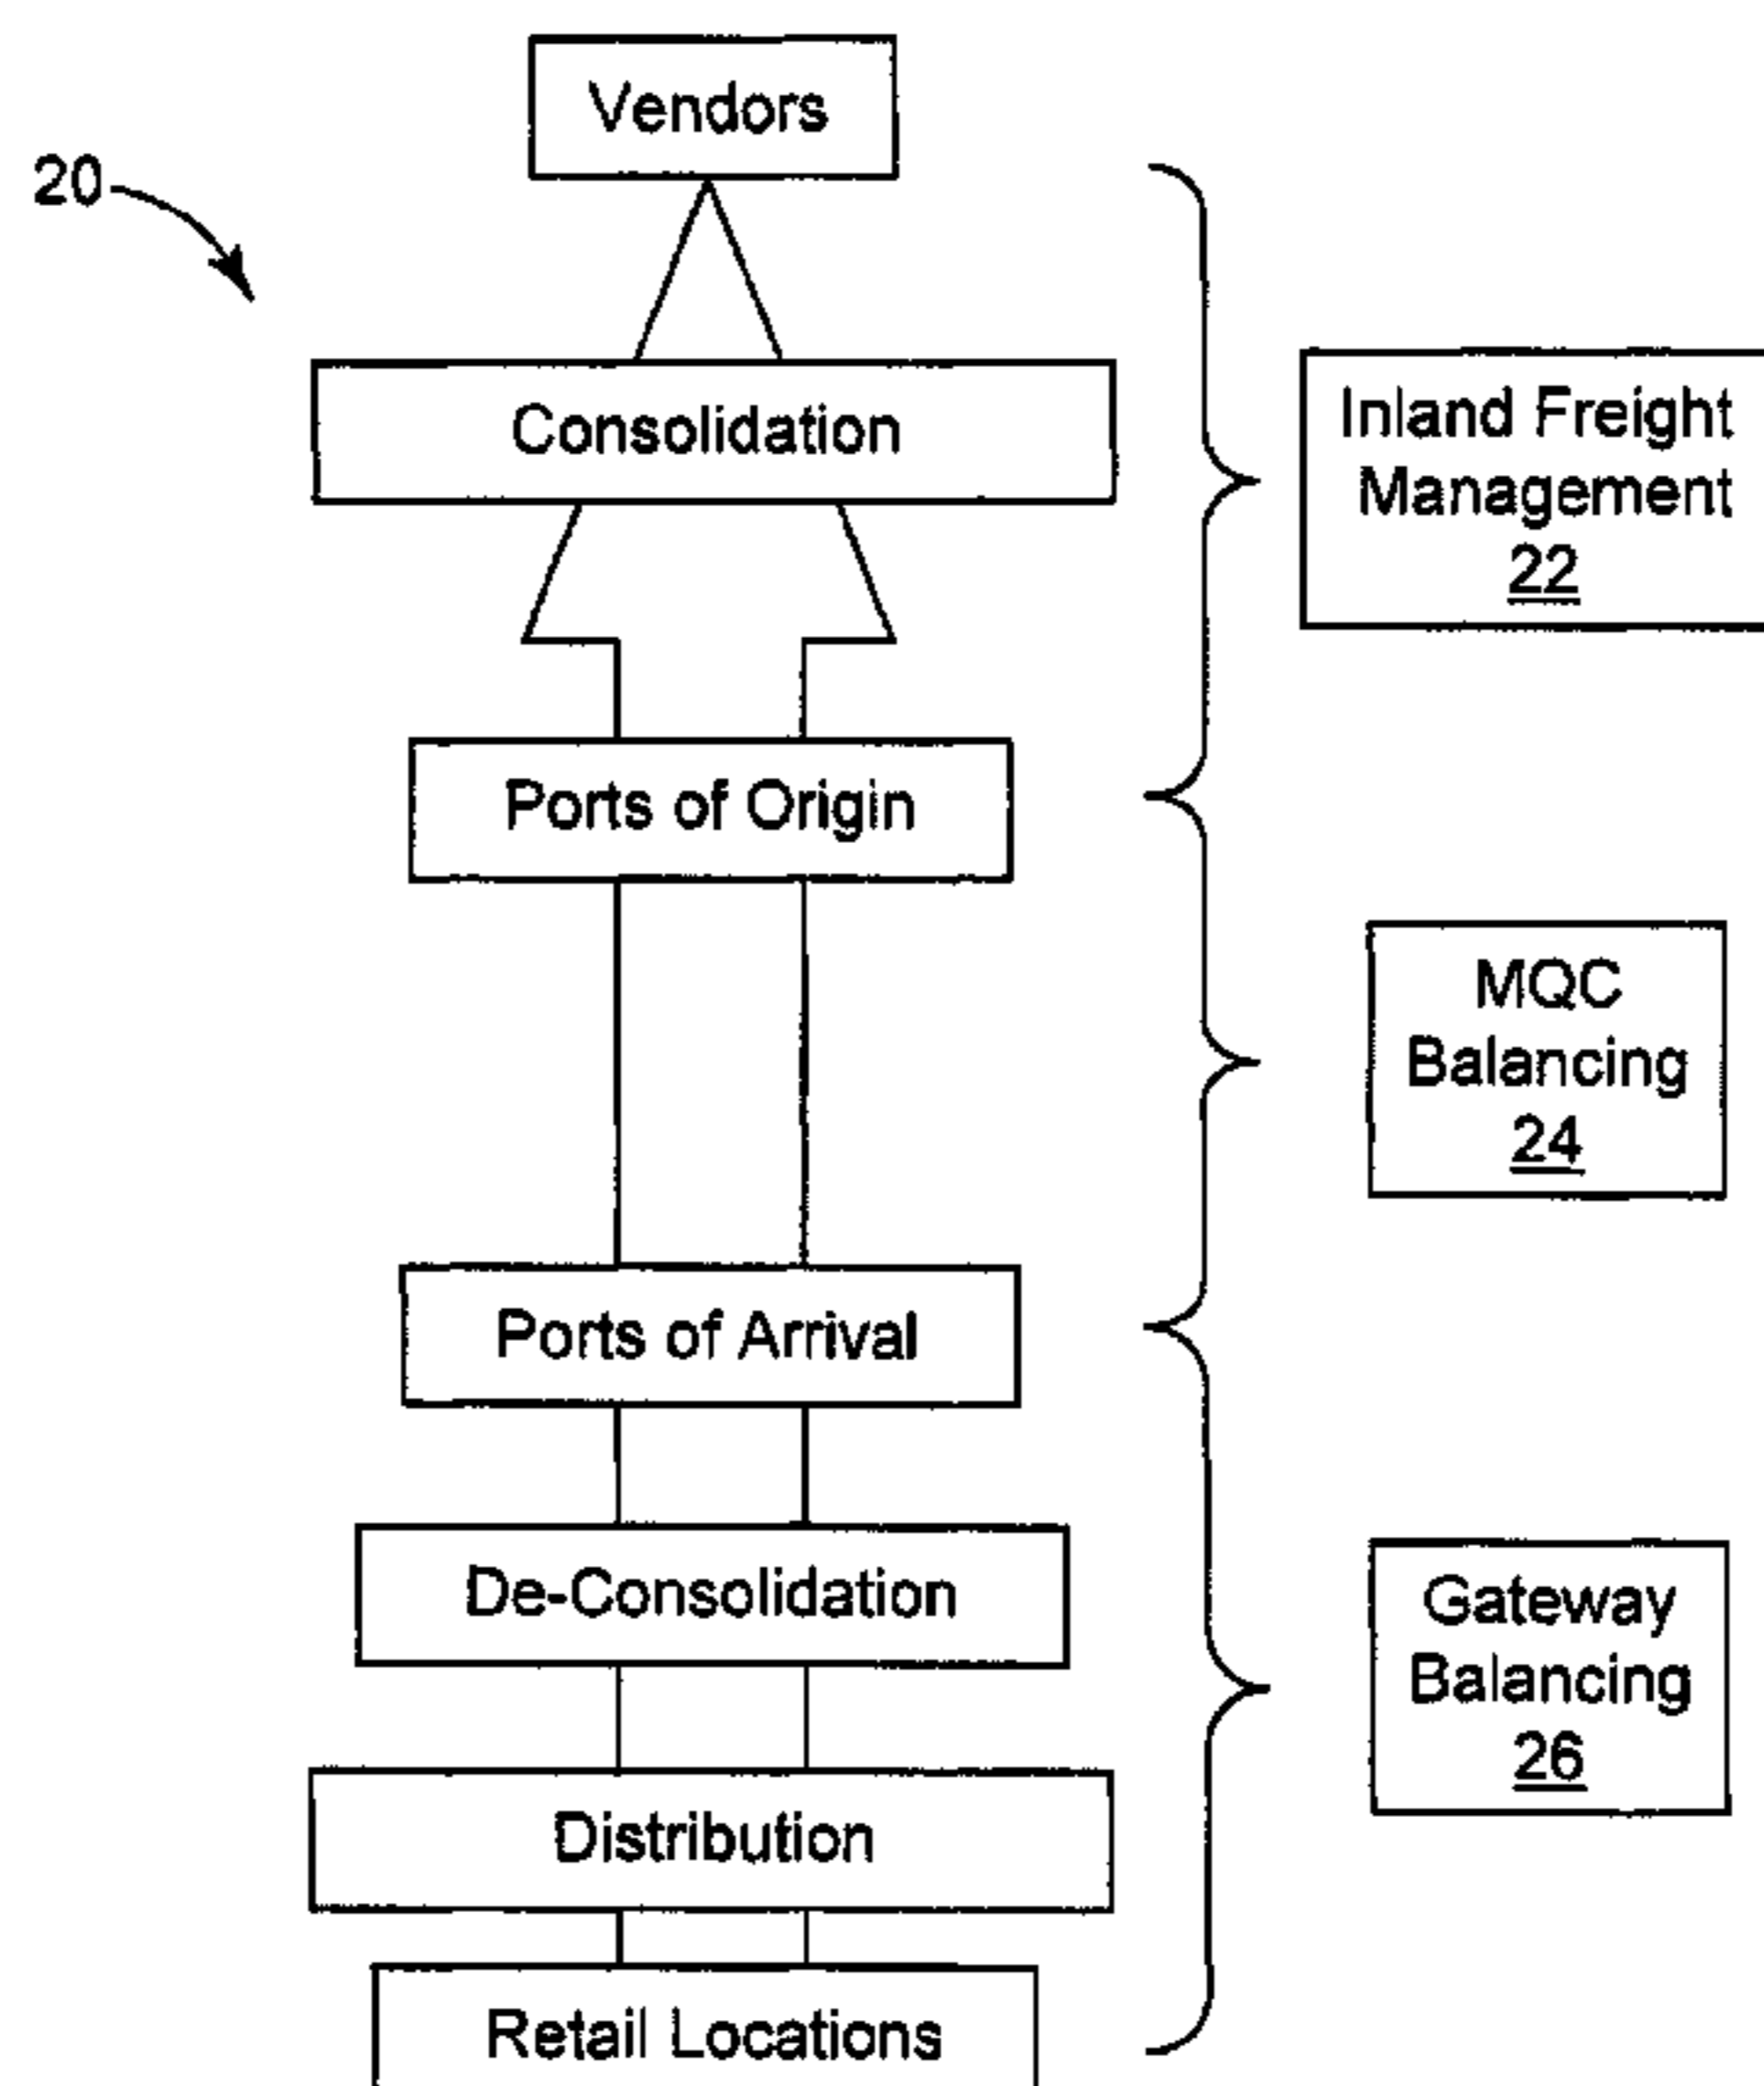 Vendors
20
Consolidation
Inland Freight
Management
22
Ports of Origin
MQC
Balancing
24
Ports of Arrival
De-Consolidation
Gateway
Balancing
26
Distribution
Retail Locations